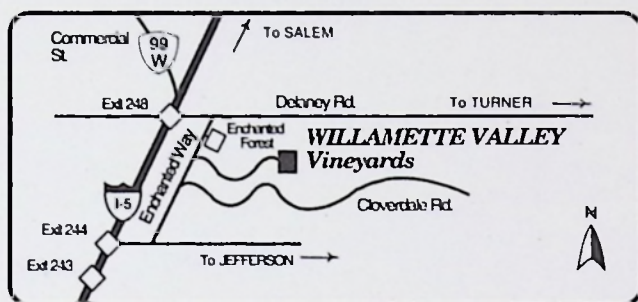 Commercial
St.
99
W
To SALEM
Exit 248
Delaney Rd.
To TURNER
Enchanted Way
Enchanted
Forest
WILLAMETTE VALLEY
Vineyards
I-5
Cloverdale Rd.
Exit 244
Exit 243
To JEFFERSON
N